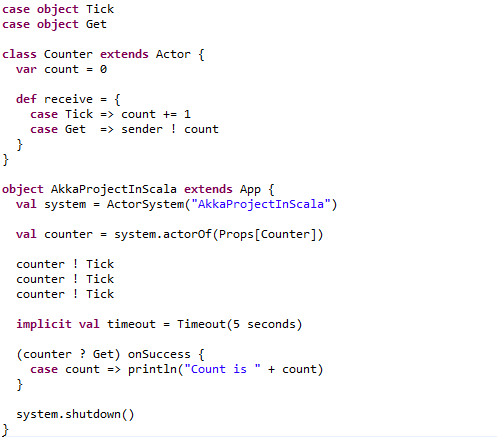 case object Tick
case object Get
class Counter extends Actor {
  var count = 0
  def receive = {
    case Tick => count += 1
    case Get  => sender ! count
  }
}
object AkkaProjectInScala extends App {
  val system = ActorSystem("AkkaProjectInScala")
  val counter = system.actorOf(Props[Counter])
  counter ! Tick
  counter ! Tick
  counter ! Tick
  implicit val timeout = Timeout(5 seconds)
  (counter ? Get) onSuccess {
    case count => println("Count is " + count)
  }
  system.shutdown()
}